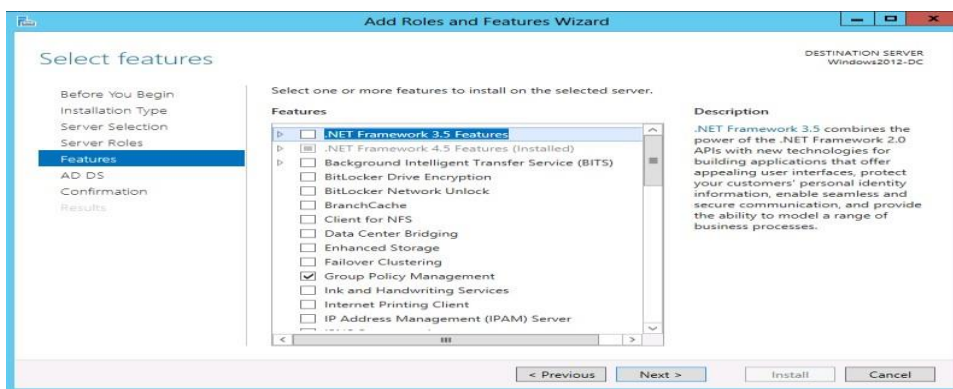 Add Roles and Features Wizard
Select features
DESTINATION SERVER
Windows2012-DC
Before You Begin
Installation Type
Server Selection
Server Roles
Features
AD DS
Confirmation
Results
Select one or more features to install on the selected server.
Features
.NET Framework 3.5 Features
.NET Framework 4.5 Features (Installed)
Background Intelligent Transfer Service (BITS)
BitLocker Drive Encryption
BitLocker Network Unlock
BranchCache
Client for NFS
Data Center Bridging
Enhanced Storage
Failover Clustering
Group Policy Management
Ink and Handwriting Services
Internet Printing Client
IP Address Management (IPAM) Server
Description
.NET Framework 3.5 combines the
power of the .NET Framework 2.0
APIs with new technologies for
building applications that offer
appealing user interfaces, protect
your customers' personal identity
information, enable seamless and
secure communication, and provide
the ability to model a range of
business processes.
< Previous
Next >
Install
Cancel